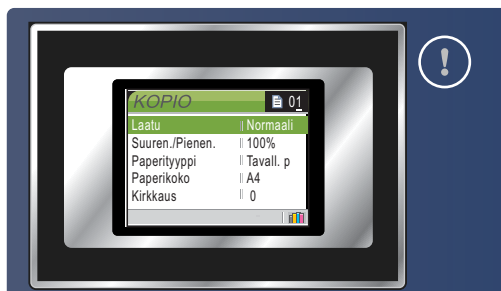 KOPIO 01
Laatu Normaali
Suuren./Pienen. 100%
Paperityyppi Tavall. p
Paperikoko A4
Kirkkaus 0
!